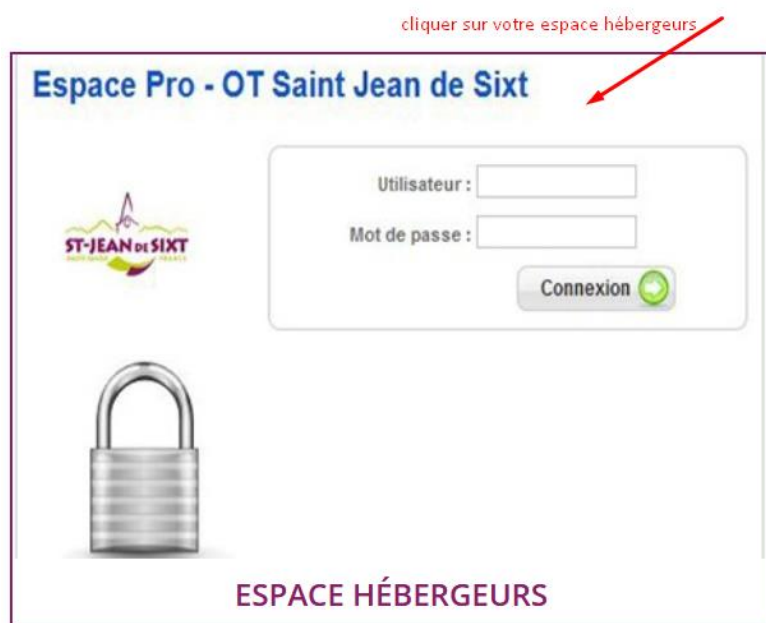 cliquer sur votre espace hébergeurs
Espace Pro - OT Saint Jean de Sixt
Utilisateur :
ST-JEAN DE SIXT
Mot de passe :
Connexion
ESPACE HÉBERGEURS